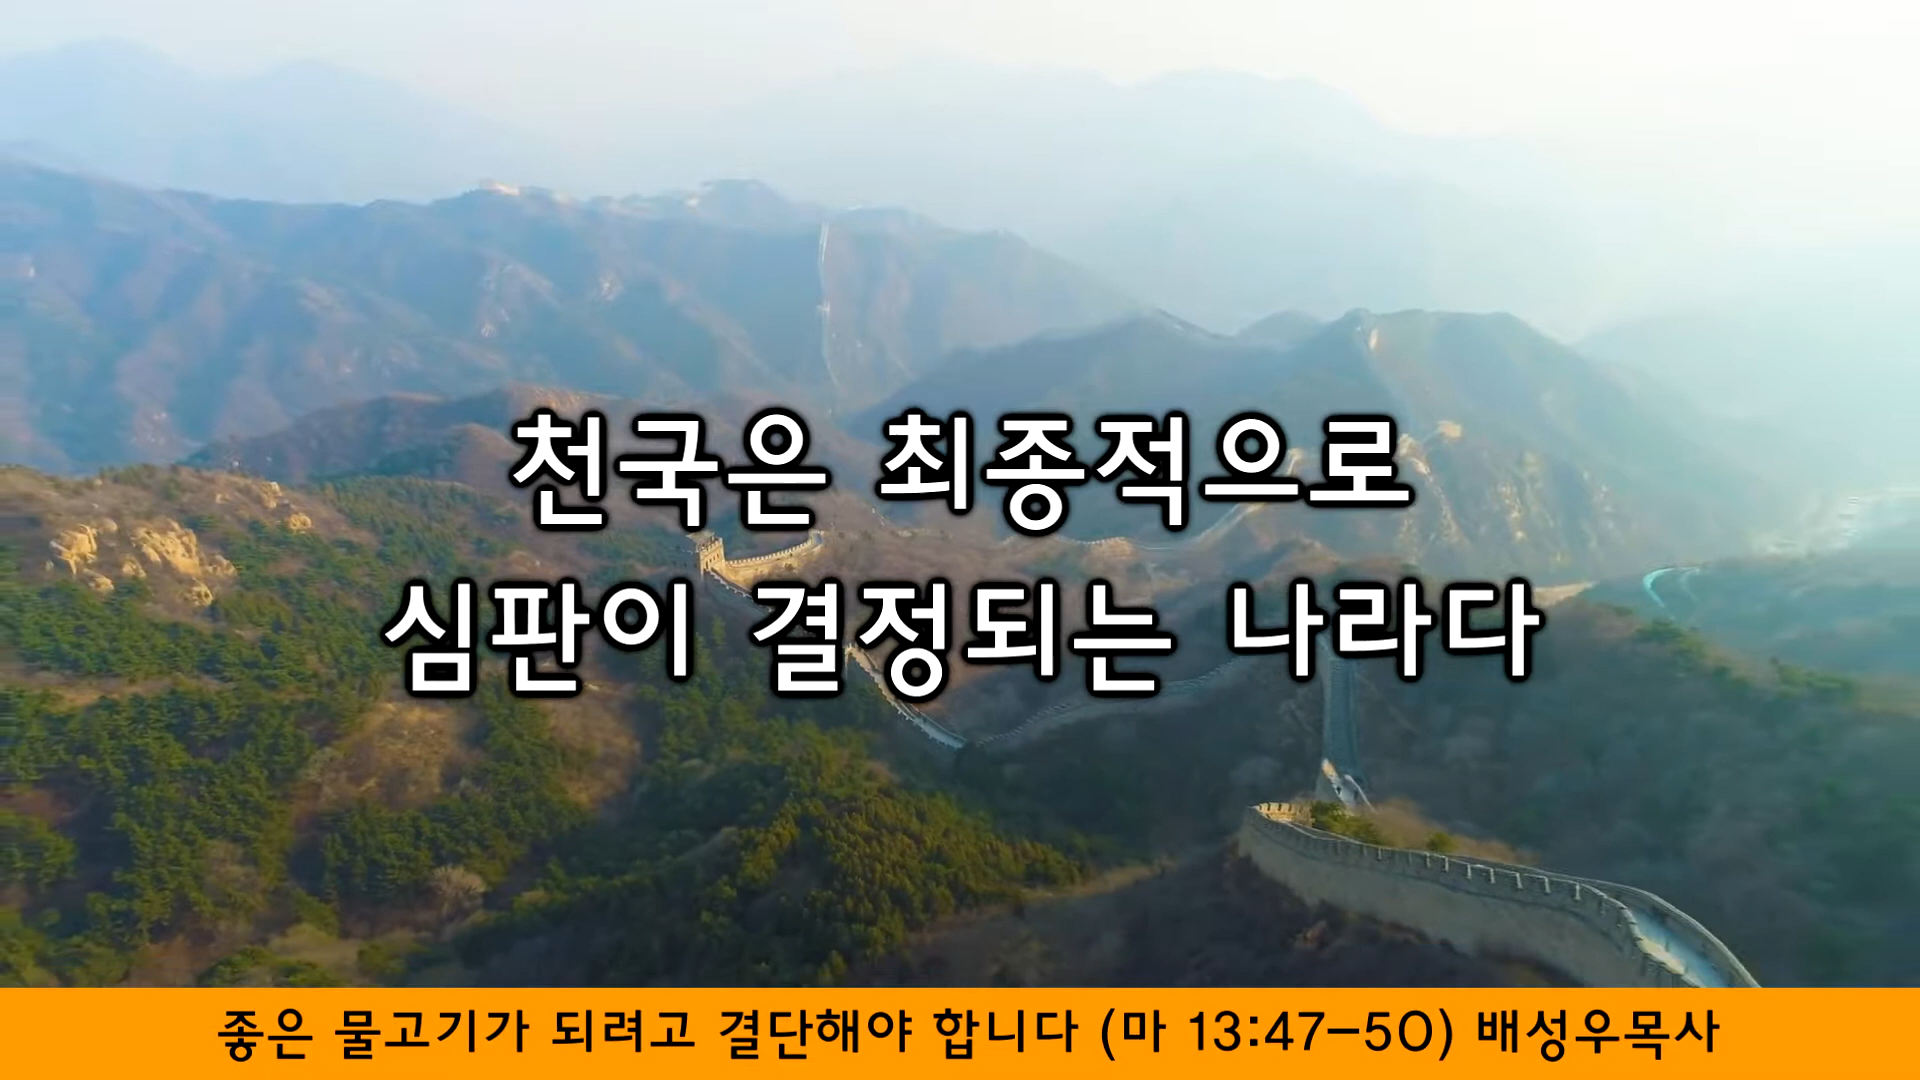 천국은 최종적으로
심판이 결정되는 나라다
좋은 물고기가 되려고 결단해야 합니다 (마 13:47-50) 배성우목사